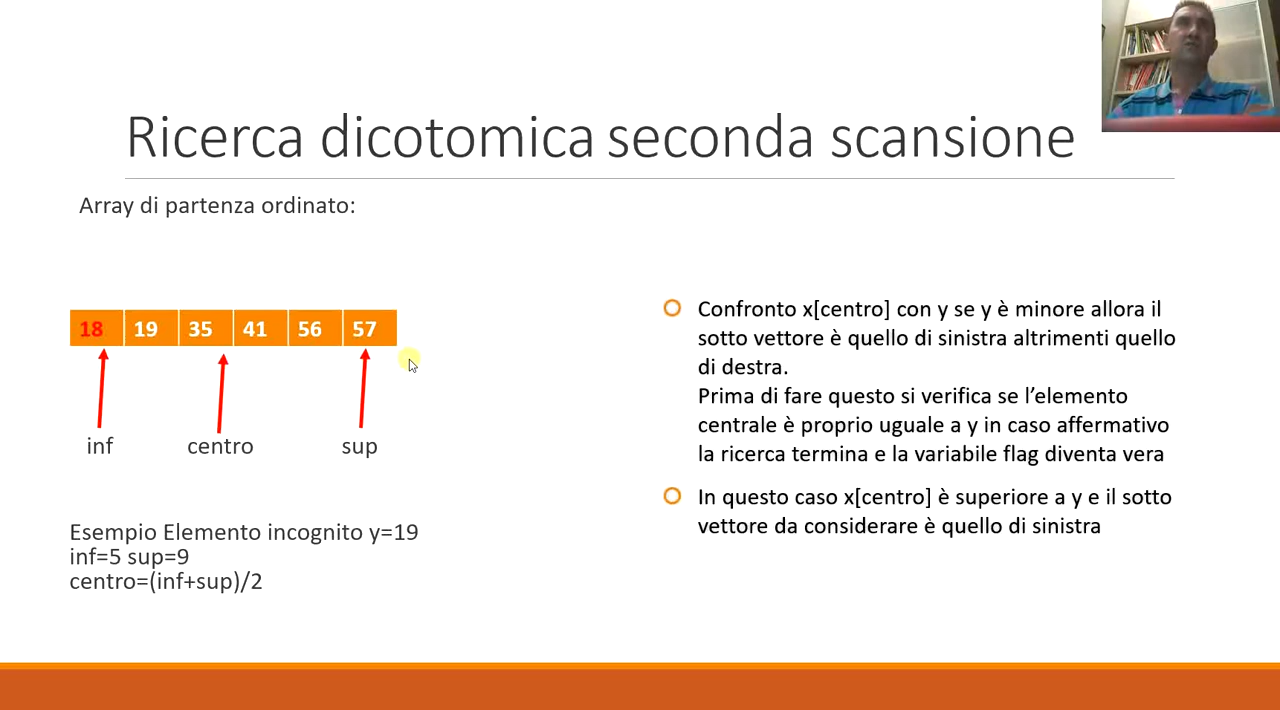 Ricerca dicotomica seconda scansione
Array di partenza ordinato:
18 19 35 41 56 57
inf centro sup
Esempio Elemento incognito y=19
inf=5 sup=9
centro=(inf+sup)/2
Confronto x[centro] con y se y è minore allora il
sotto vettore è quello di sinistra altrimenti quello
di destra.
Prima di fare questo si verifica se l’elemento
centrale è proprio uguale a y in caso affermativo
la ricerca termina e la variabile flag diventa vera
In questo caso x[centro] è superiore a y e il sotto
vettore da considerare è quello di sinistra